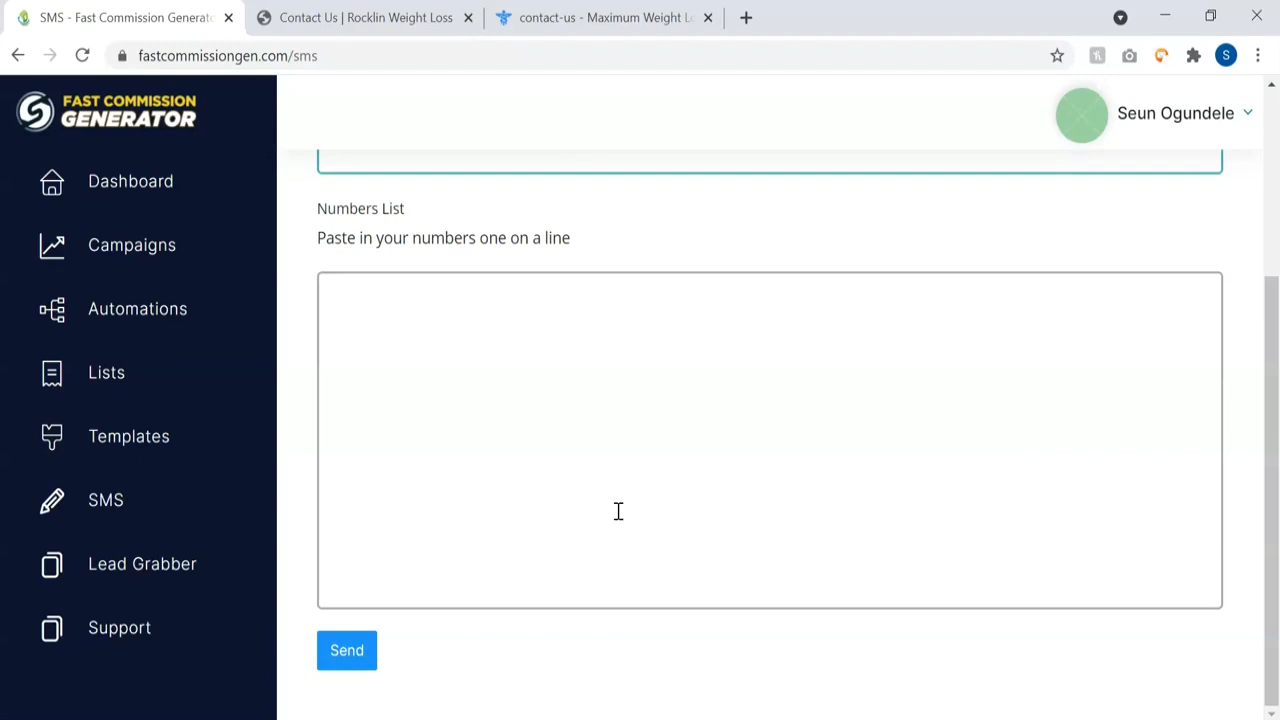 SMS - Fast Commission Generato
Contact Us | Rocklin Weight Loss
contact-us - Maximum Weight Lo
fastcommissiongen.com/sms
S
FAST COMMISSION
GENERATOR
Seun Ogundele
Dashboard
Campaigns
Automations
Lists
Templates
SMS
Lead Grabber
Support
Numbers List
Paste in your numbers one on a line
Send